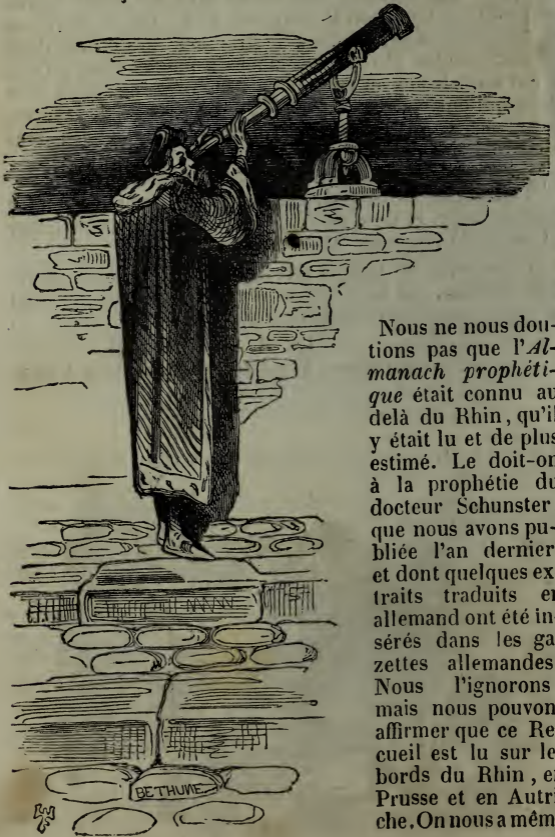 Nous ne nous dou-
tions pas que l'Al-
manach prophéti-
que était connu au
delà du Rhin, qu'il
y était lu et de plus
estimé. Le doit-on
à la prophétie du
docteur Schunster
que nous avons pu-
bliée l'an dernier
et dont quelques ex
traits traduits en
allemand ont été in-
sérés dans les ga
zettes allemandes
Nous l'ignorons
mais nous pouvon
affirmer que ce Re
cueil est lu sur le
bords du Rhin, en
Prusse et en Autri
che. On nous a mêm
BETHUNE